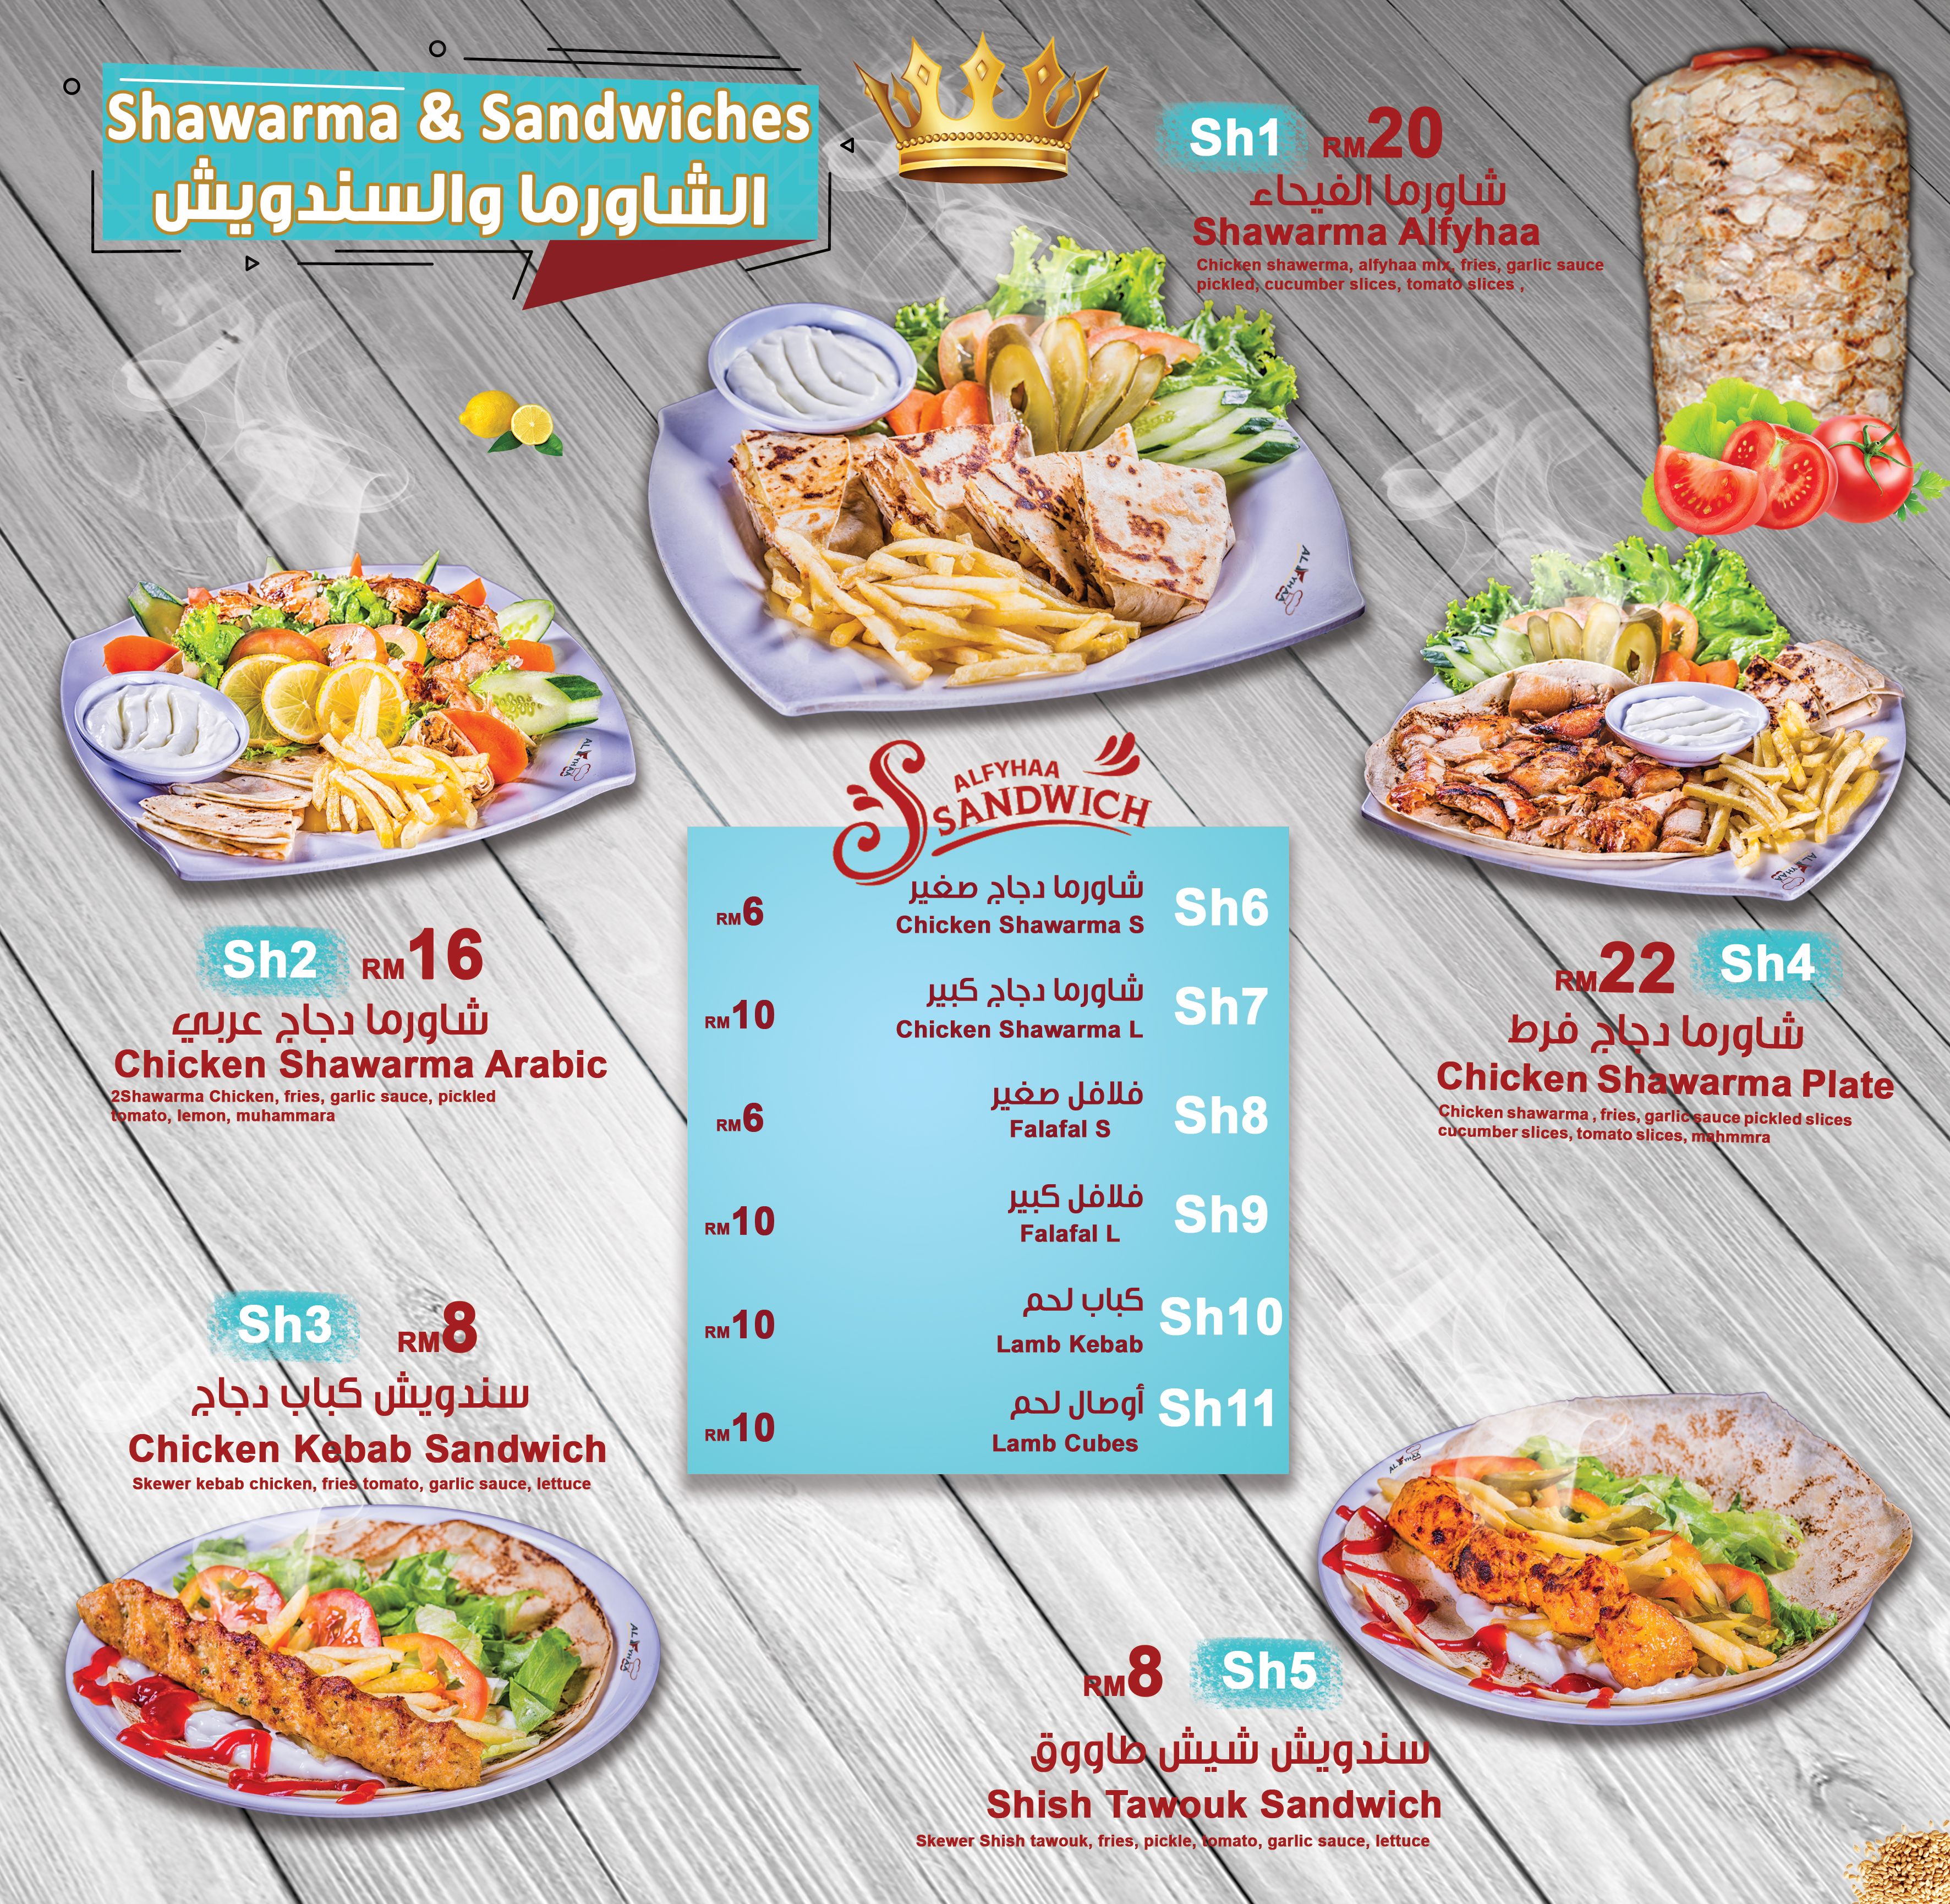 Shawarma & Sandwiches
الشاورما والسندويش
Sh1 RM20
شاورما الفيحاء
Shawarma Alfyhaa
Chicken shawerma, alfyhaa mix, fries, garlic sauce
pickled, cucumber slices, tomato slices ,
ALFYHAA
SANDWICH
RM6 شاورما دجاج صغير Sh6
Chicken Shawarma S
RM10 شاورما دجاج كبير Sh7
Chicken Shawarma L
RM6 فلافل صغير Sh8
Falafal S
RM10 فلافل كبير Sh9
Falafal L
RM10 كباب لحم Sh10
Lamb Kebab
RM10 أوصال لحم Sh11
Lamb Cubes
Sh2 RM16
شاورما دجاج عربي
Chicken Shawarma Arabic
2Shawarma Chicken, fries, garlic sauce, pickled
tomato, lemon, muhammara
RM22 Sh4
شاورما دجاج فرط
Chicken Shawarma Plate
Chicken shawarma , fries, garlic sauce pickled slices
cucumber slices, tomato slices, mahmmra
Sh3 RM8
سندويش كباب دجاج
Chicken Kebab Sandwich
Skewer kebab chicken, fries tomato, garlic sauce, lettuce
RM8 Sh5
سندويش شيش طاووق
Shish Tawouk Sandwich
Skewer Shish tawouk, fries, pickle, tomato, garlic sauce, lettuce